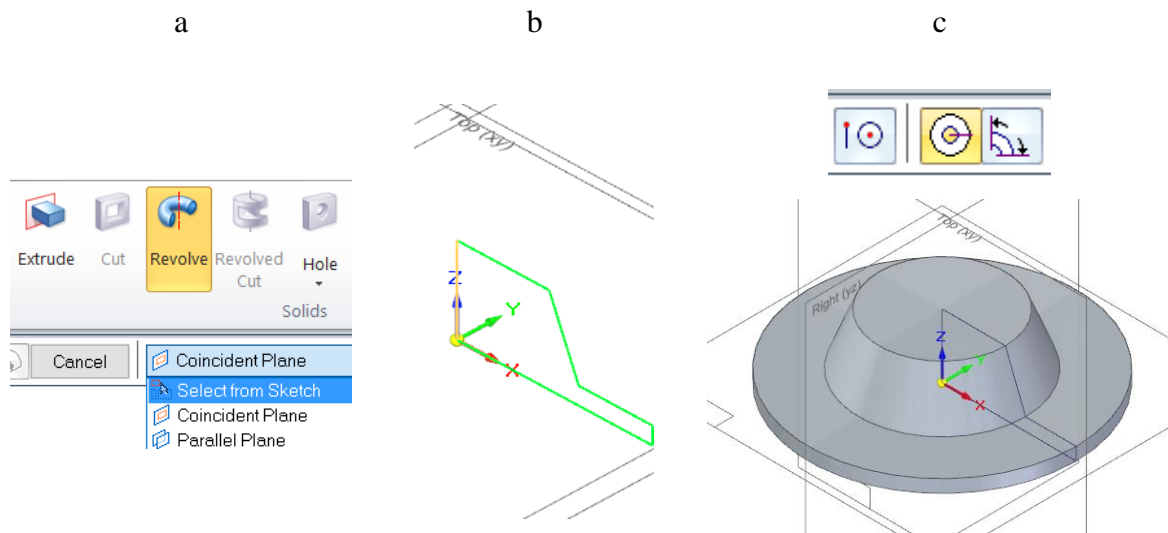 a
b
c
Extrude
Cut
Revolve
Revolved
Cut
Hole
Solids
Cancel
Coincident Plane
Select from Sketch
Coincident Plane
Parallel Plane
Top (xy)
Z
Y
X
Top (xy)
Right (yz)
Z
Y
X